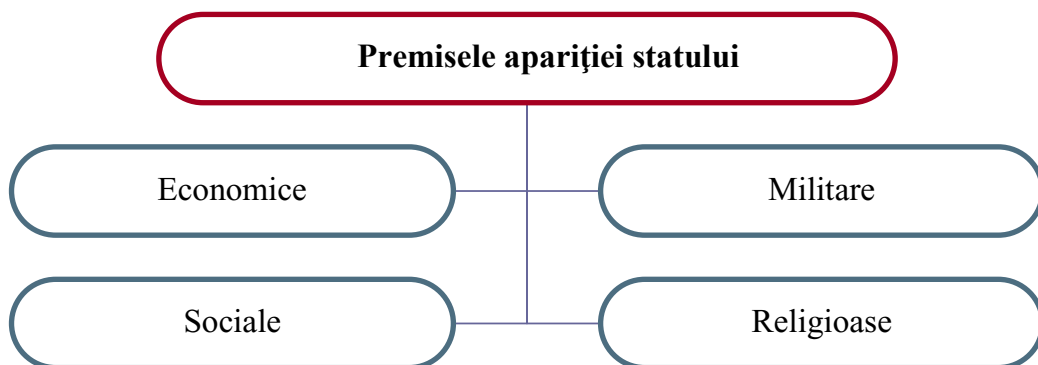 Premisele apariţiei statului
Economice
Militare
Sociale
Religioase